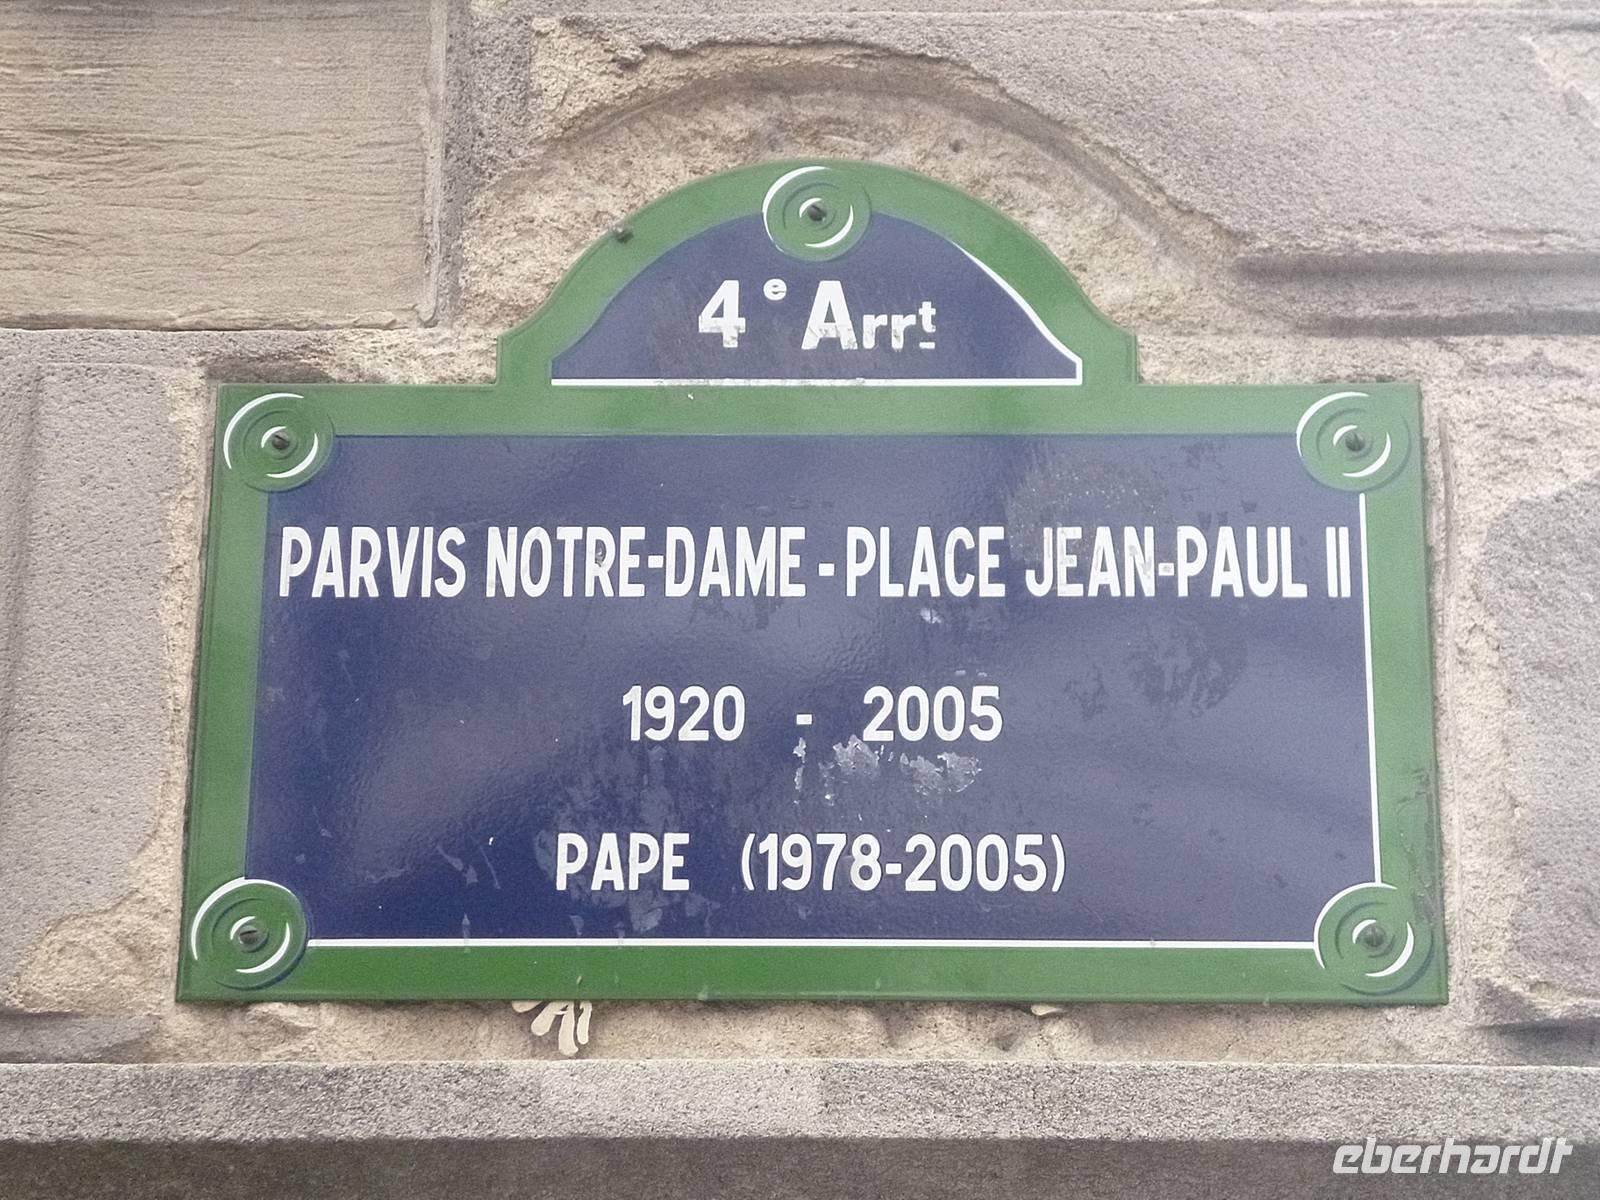 4e Arrt
PARVIS NOTRE-DAME - PLACE JEAN-PAUL II
1920 - 2005
PAPE (1978-2005)
eberhardt